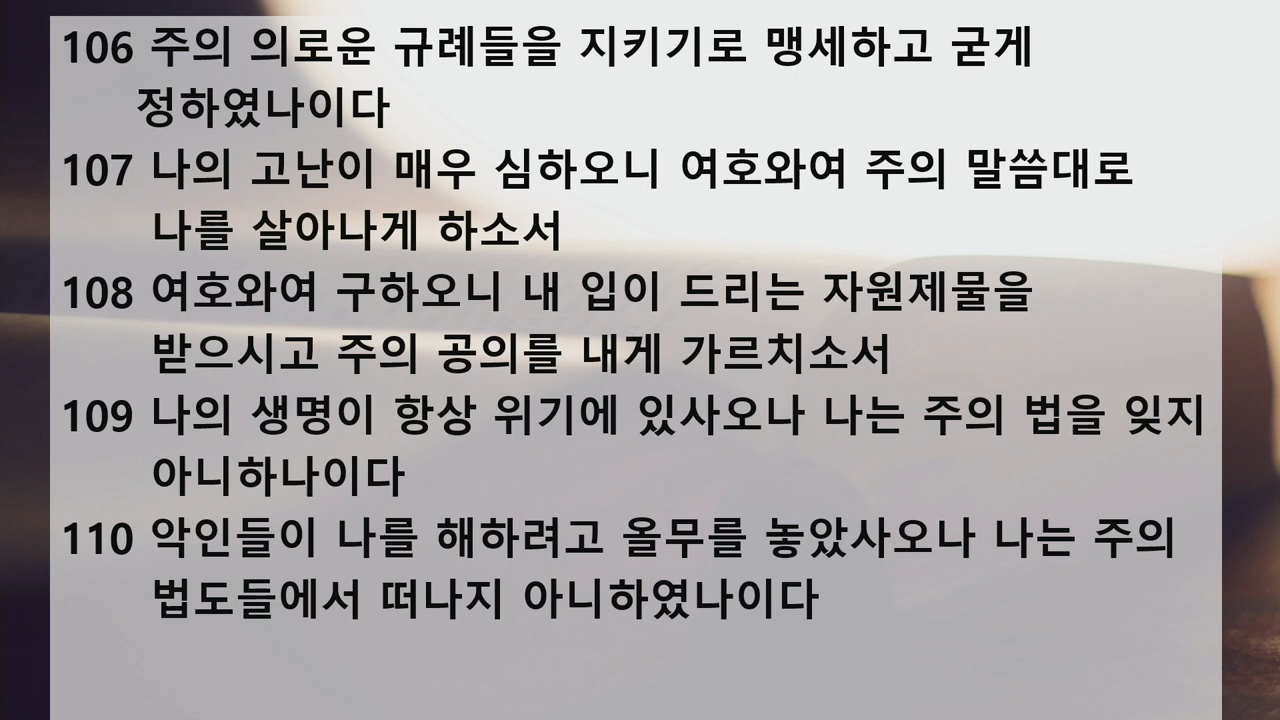 106 주의 의로운 규례들을 지키기로 맹세하고 굳게
정하였나이다
107 나의 고난이 매우 심하오니 여호와여 주의 말씀대로
나를 살아나게 하소서
108 여호와여 구하오니 내 입이 드리는 자원제물을
받으시고 주의 공의를 내게 가르치소서
109 나의 생명이 항상 위기에 있사오나 나는 주의 법을 잊지
아니하나이다
110 악인들이 나를 해하려고 올무를 놓았사오나 나는 주의
법도들에서 떠나지 아니하였나이다